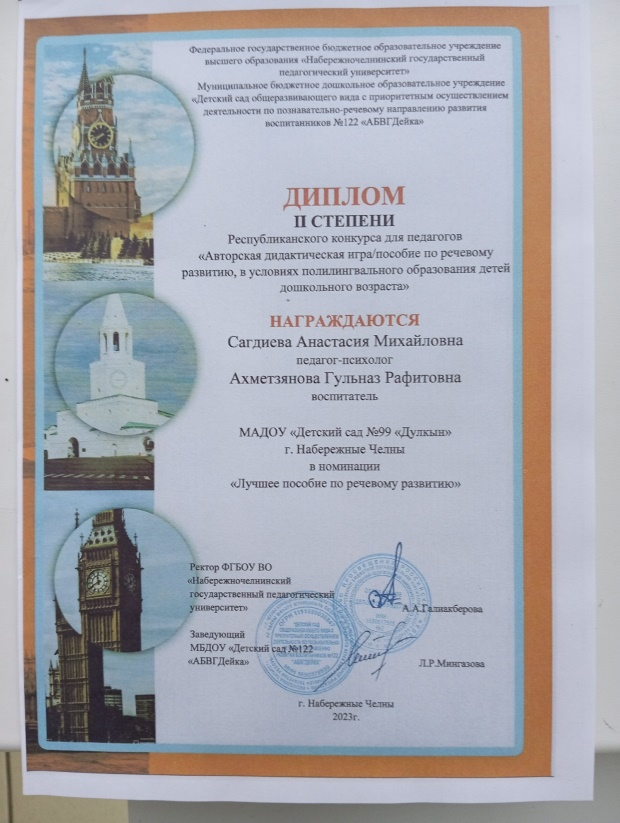 Федеральное государственное бюджетное образовательное учреждение
высшего образования «Набережночелнинский государственный
педагогический университет»
Муниципальное бюджетное дошкольное образовательное учреждение
«Детский сад общеразвивающего вида с приоритетным осуществлением
деятельности по познавательно-речевому направлению развития
воспитанников №122 «АБВГДейка»
ДИПЛОМ
II СТЕПЕНИ
Республиканского конкурса для педагогов
«Авторская дидактическая игра/пособие по речевому
развитию, в условиях полилингвального образования детей
дошкольного возраста»
НАГРАЖДАЮТСЯ
Сагдиева Анастасия Михайловна
педагог-психолог
Ахметзянова Гульназ Рафитовна
воспитатель
МАДОУ «Детский сад №99 «Дулкын»
г. Набережные Челны
в номинации
«Лучшее пособие по речевому развитию»
Ректор ФГБОУ ВО
«Набережночелнинский
государственный педагогический
университет»
А.А.Галиакберова
Заведующий
МБДОУ «Детский сад №122
«АБВГДейка»
Л.Р.Мингазова
г. Набережные Челны
2023г.